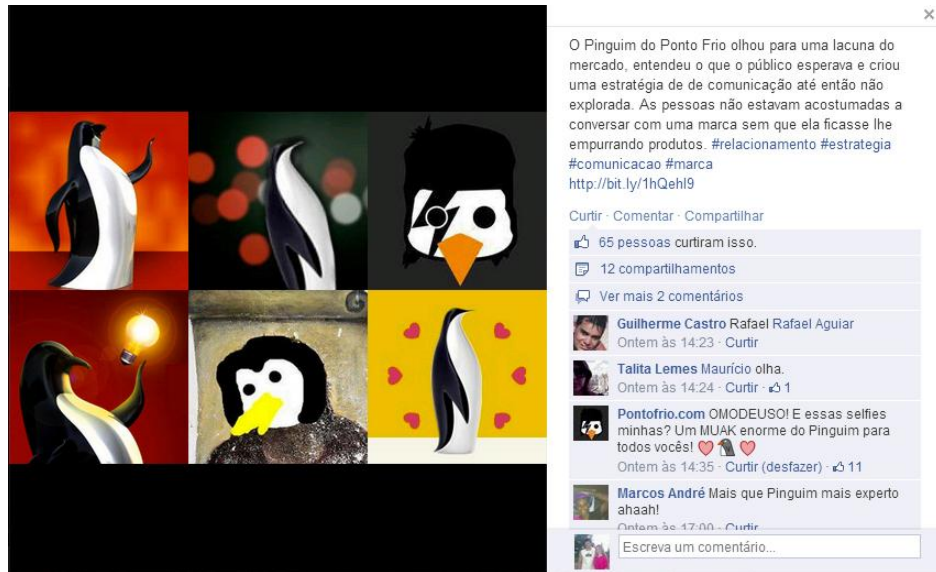 O Pinguim do Ponto Frio olhou para uma lacuna do
mercado, entendeu o que o público esperava e criou
uma estratégia de de comunicação até então não
explorada. As pessoas não estavam acostumadas a
conversar com uma marca sem que ela ficasse lhe
empurrando produtos. #relacionamento #estrategia
#comunicacao #marca
http://bit.ly/1hQehl9
Curtir · Comentar · Compartilhar
65 pessoas curtiram isso.
12 compartilhamentos
Ver mais 2 comentários
Guilherme Castro Rafael Rafael Aguiar
Ontem às 14:23 · Curtir
Talita Lemes Maurício olha.
Ontem às 14:24 · Curtir · 1
Pontofrio.com OMODEUSO! E essas selfies
minhas? Um MUAK enorme do Pinguim para
todos vocês!
Ontem às 14:35 · Curtir (desfazer) · 11
Marcos André Mais que Pinguim mais experto
ahaah!
Ontem às 17:00 · Curtir
Escreva um comentário...